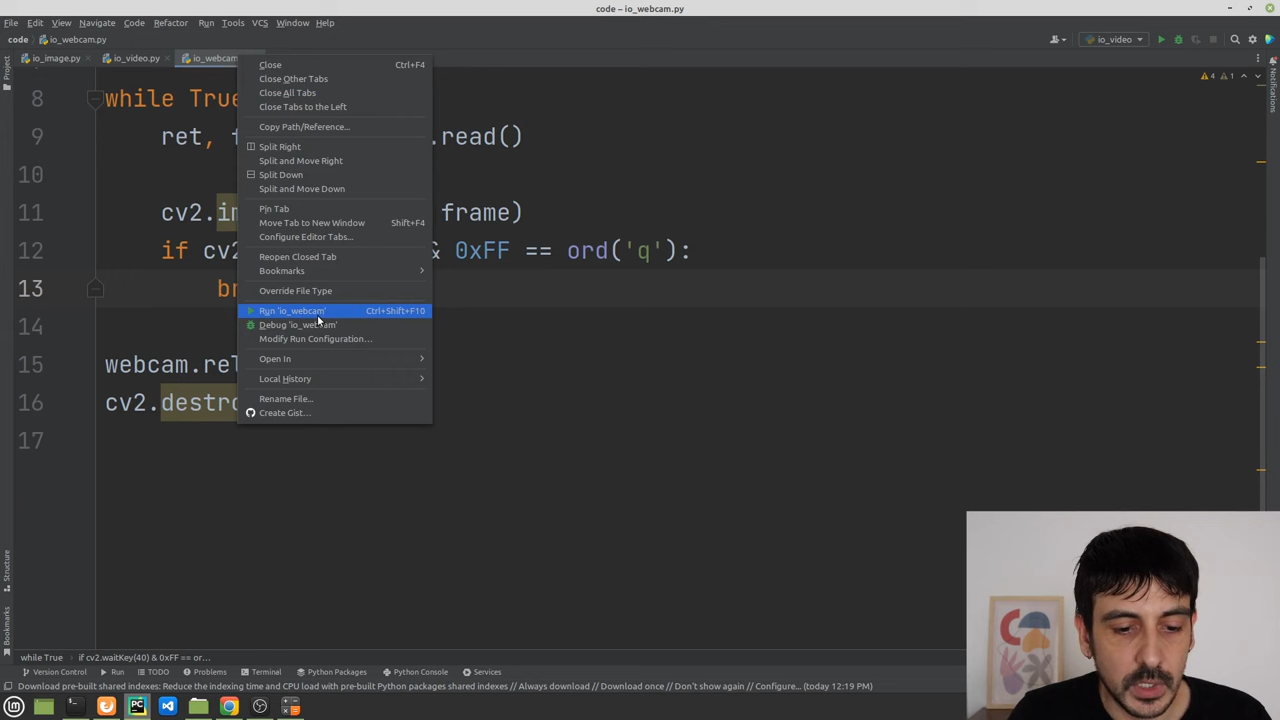 code – io_webcam.py
File Edit View Navigate Code Refactor Run Tools VCS Window Help
code io_webcam.py io_video
io_image.py io_video.py io_webcam
Project
Notifications
Structure
Bookmarks
4 1
8 while True
9 ret, .read()
10
11 cv2. frame)
12 if cv2 & 0xFF == ord('q'):
13
14
15 webcam.rel
16 cv2.destro
17
Close Ctrl+F4
Close Other Tabs
Close All Tabs
Close Tabs to the Left
Copy Path/Reference...
Split Right
Split and Move Right
Split Down
Split and Move Down
Pin Tab
Move Tab to New Window Shift+F4
Configure Editor Tabs...
Reopen Closed Tab
Bookmarks
Override File Type
Run 'io_webcam' Ctrl+Shift+F10
Debug 'io_webcam'
Modify Run Configuration...
Open In
Local History
Rename File...
Create Gist...
while True if cv2.waitKey(40) & 0xFF == or...
Version Control Run TODO Problems Terminal Python Packages Python Console Services
Download pre-built shared indexes: Reduce the indexing time and CPU load with pre-built Python packages shared indexes // Always download // Download once // Don't show again // Configure... (today 12:19 PM)